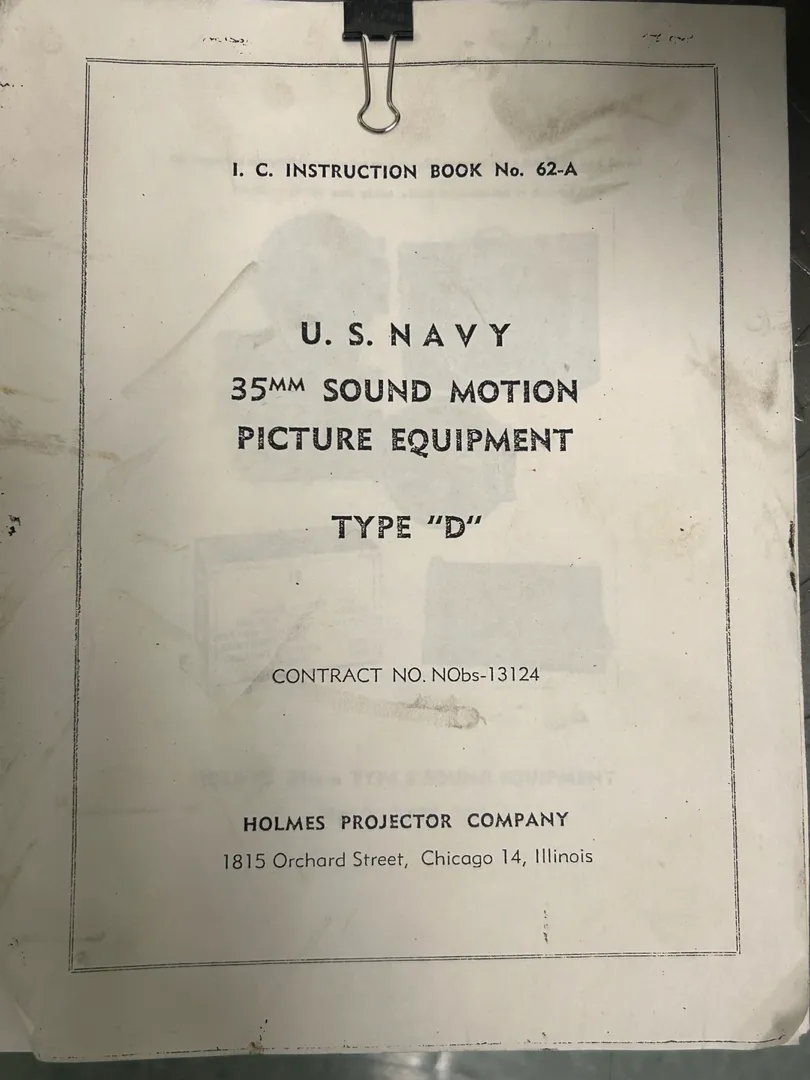 I. C. INSTRUCTION BOOK No. 62-A
U. S. NAVY
35MM SOUND MOTION
PICTURE EQUIPMENT
TYPE "D"
CONTRACT NO. NObs-13124
HOLMES PROJECTOR COMPANY
1815 Orchard Street, Chicago 14, Illinois